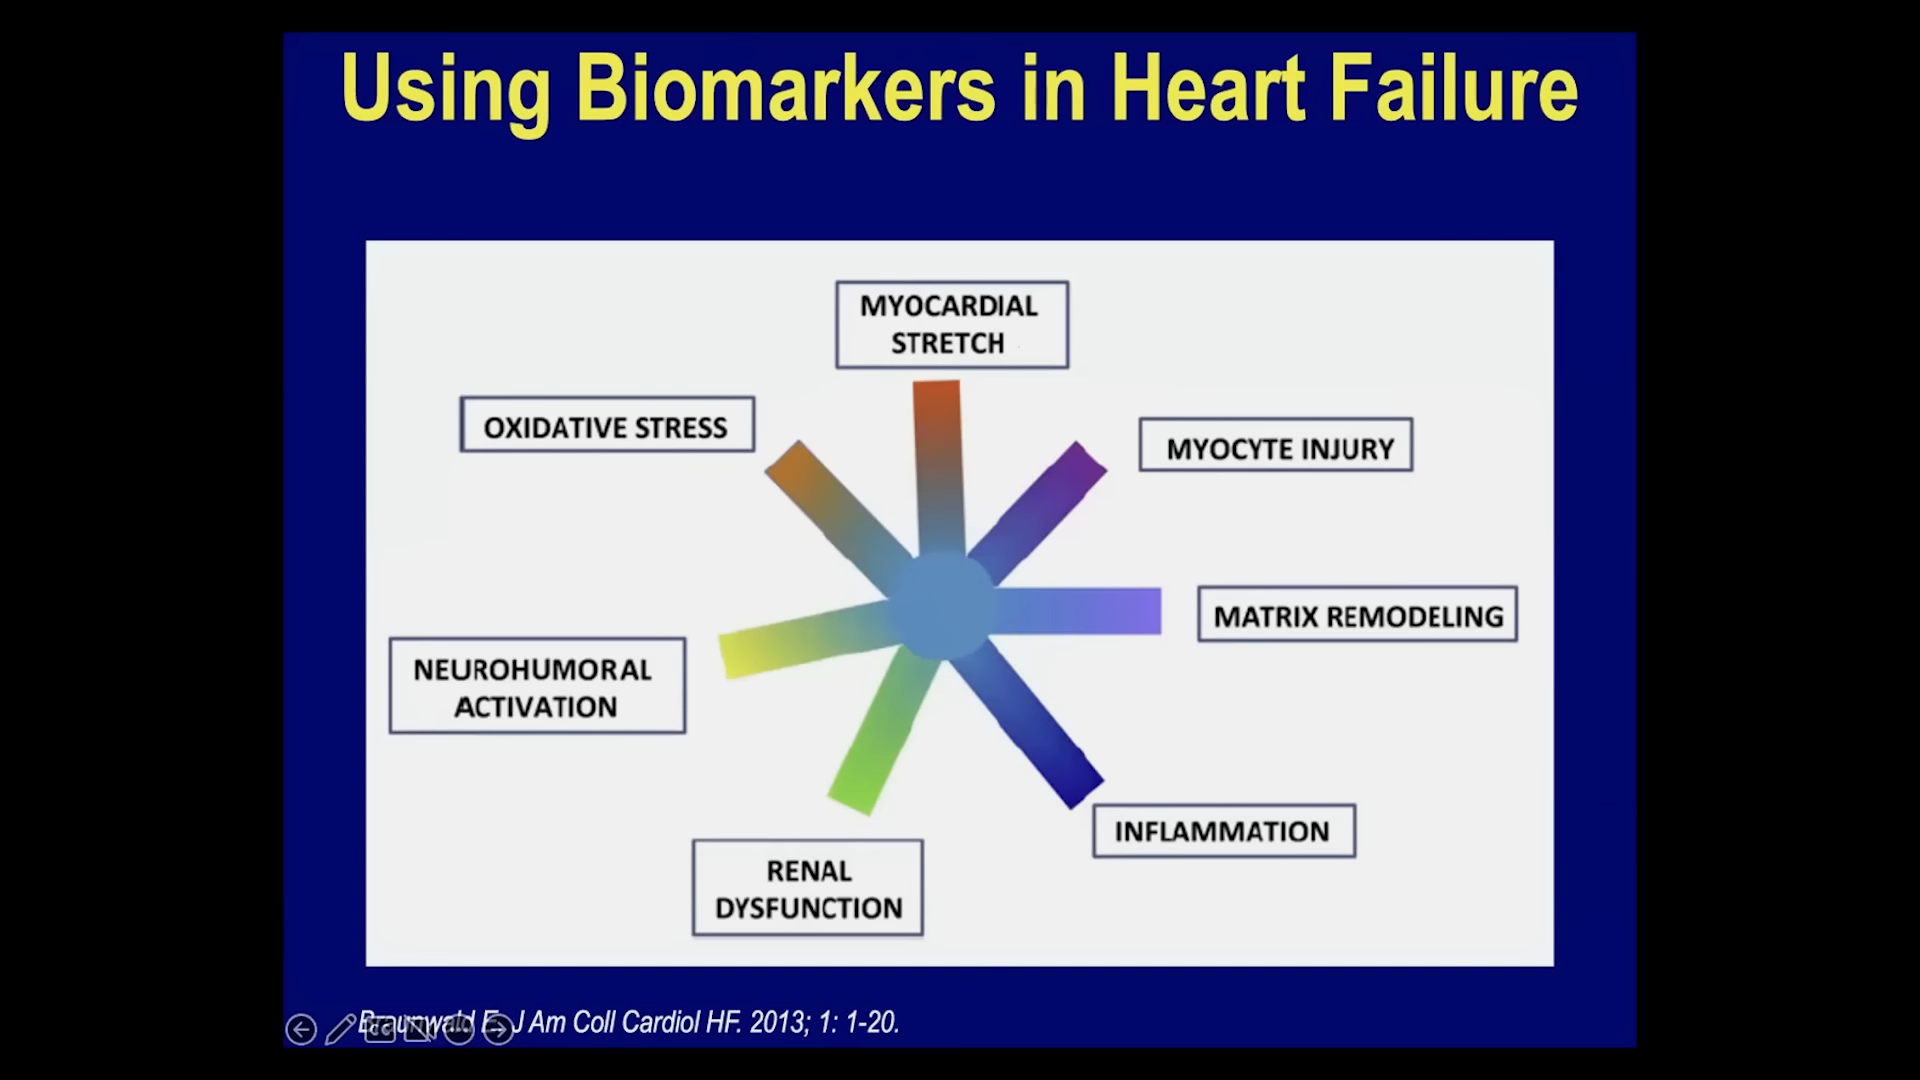 Using Biomarkers in Heart Failure
MYOCARDIAL
STRETCH
OXIDATIVE STRESS
MYOCYTE INJURY
MATRIX REMODELING
NEUROHUMORAL
ACTIVATION
INFLAMMATION
RENAL
DYSFUNCTION
Braunwald E. J Am Coll Cardiol HF. 2013; 1: 1-20.